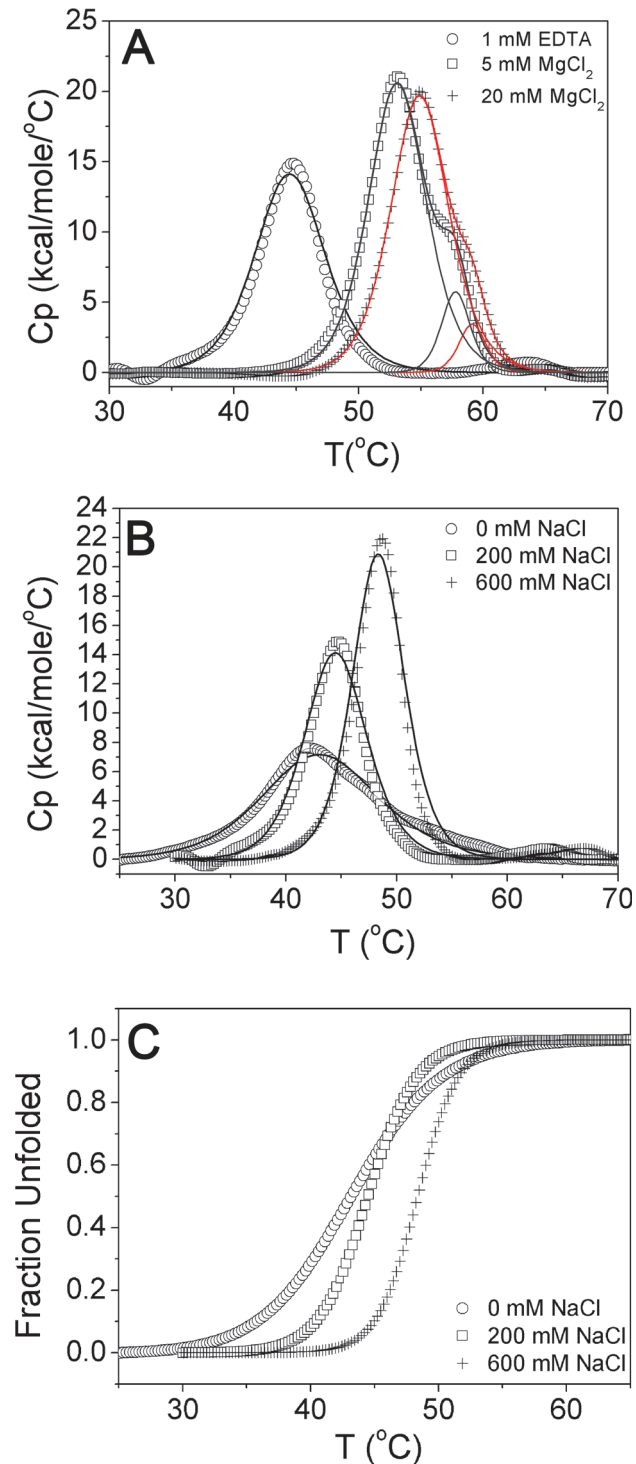 A
1 mM EDTA
5 mM MgCl₂
20 mM MgCl₂
25
20
15
10
5
0
Cp (kcal/mole/°C)
30 40 50 60 70
T(°C)
B
0 mM NaCl
200 mM NaCl
600 mM NaCl
24
22
20
18
16
14
12
10
8
6
4
2
0
Cp (kcal/mole/°C)
30 40 50 60 70
T (°C)
C
1.0
0.8
0.6
0.4
0.2
0.0
Fraction Unfolded
0 mM NaCl
200 mM NaCl
600 mM NaCl
30 40 50 60
T (°C)